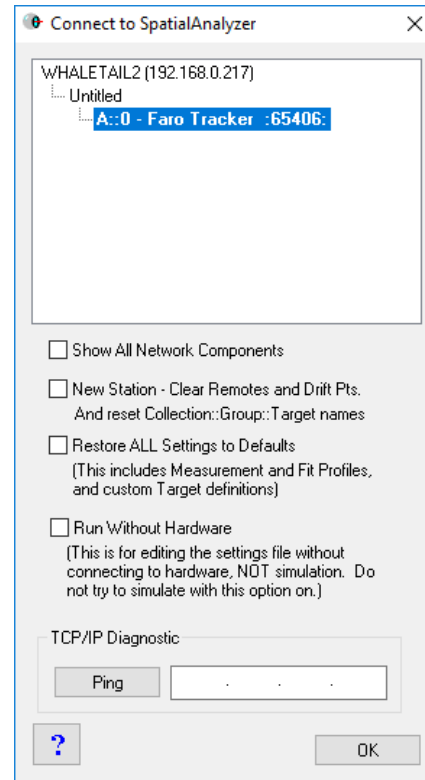 Connect to SpatialAnalyzer
WHALETAIL2 (192.168.0.217)
Untitled
A::0 - Faro Tracker :65406:
Show All Network Components
New Station - Clear Remotes and Drift Pts.
And reset Collection::Group::Target names
Restore ALL Settings to Defaults
(This includes Measurement and Fit Profiles,
and custom Target definitions)
Run Without Hardware
(This is for editing the settings file without
connecting to hardware, NOT simulation. Do
not try to simulate with this option on.)
TCP/IP Diagnostic
Ping
. . .
?
OK